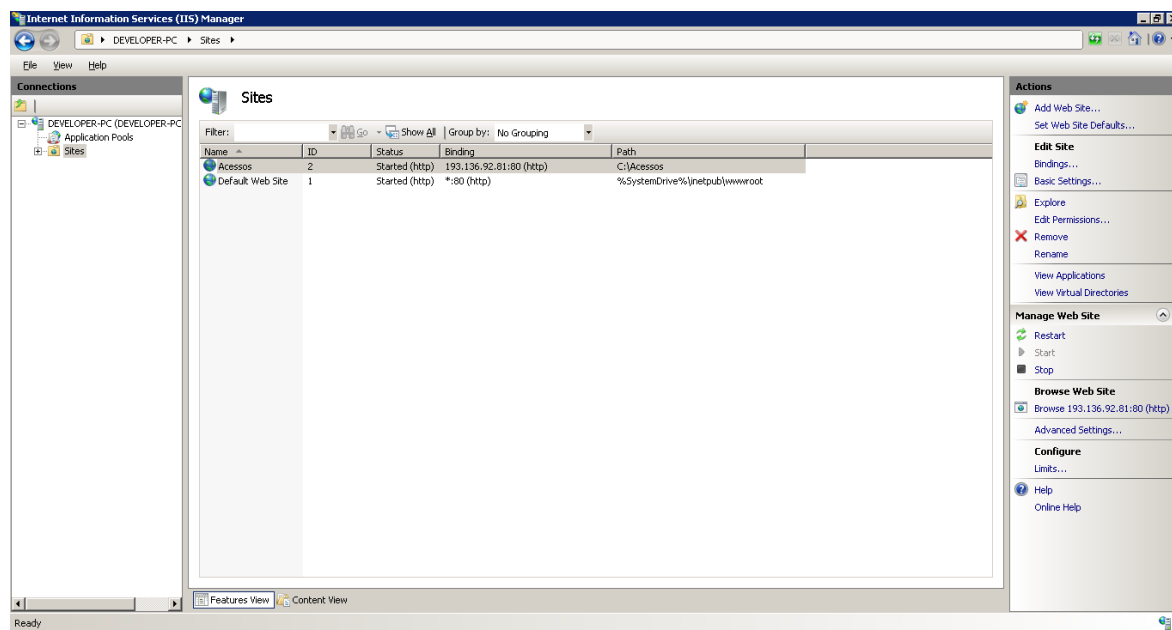 Internet Information Services (IIS) Manager
DEVELOPER-PC Sites
File View Help
Connections
DEVELOPER-PC (DEVELOPER-PC
Application Pools
Sites
Sites
Filter: Go Show All Group by: No Grouping
Name ID Status Binding Path
Acessos 2 Started (http) 193.136.92.81:80 (http) C:\Acessos
Default Web Site 1 Started (http) *:80 (http) %SystemDrive%\inetpub\wwwroot
Features View Content View
Actions
Add Web Site...
Set Web Site Defaults...
Edit Site
Bindings...
Basic Settings...
Explore
Edit Permissions...
Remove
Rename
View Applications
View Virtual Directories
Manage Web Site
Restart
Start
Stop
Browse Web Site
Browse 193.136.92.81:80 (http)
Advanced Settings...
Configure
Limits...
Help
Online Help
Ready